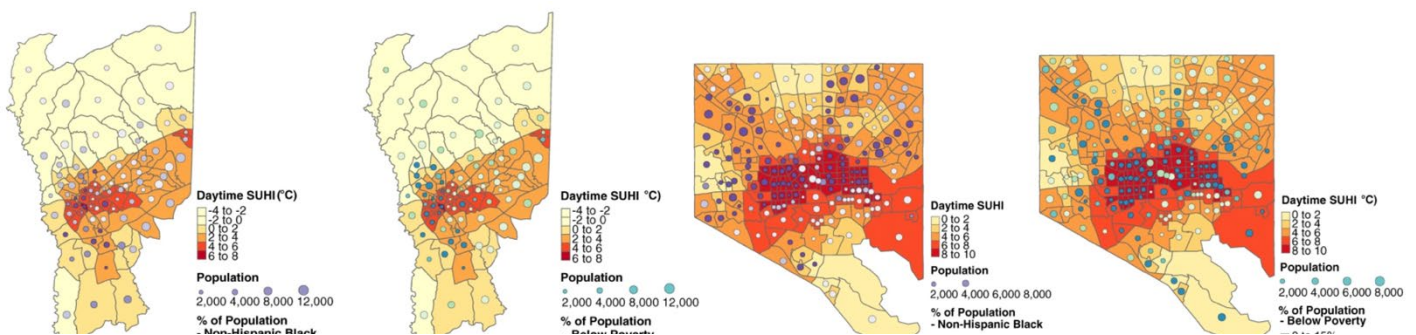 Daytime SUHI (°C)
-4 to -2
-2 to 0
0 to 2
2 to 4
4 to 6
6 to 8
Population
2,000 4,000 8,000 12,000
% of Population
- Non-Hispanic Black
Daytime SUHI °C)
-4 to -2
-2 to 0
0 to 2
2 to 4
4 to 6
6 to 8
Population
2,000 4,000 8,000 12,000
% of Population
- Below Poverty
Daytime SUHI
0 to 2
2 to 4
4 to 6
6 to 8
8 to 10
Population
2,000 4,000 6,000 8,000
% of Population
- Non-Hispanic Black
Daytime SUHI °C)
0 to 2
2 to 4
4 to 6
6 to 8
8 to 10
Population
2,000 4,000 6,000 8,000
% of Population
- Below Poverty